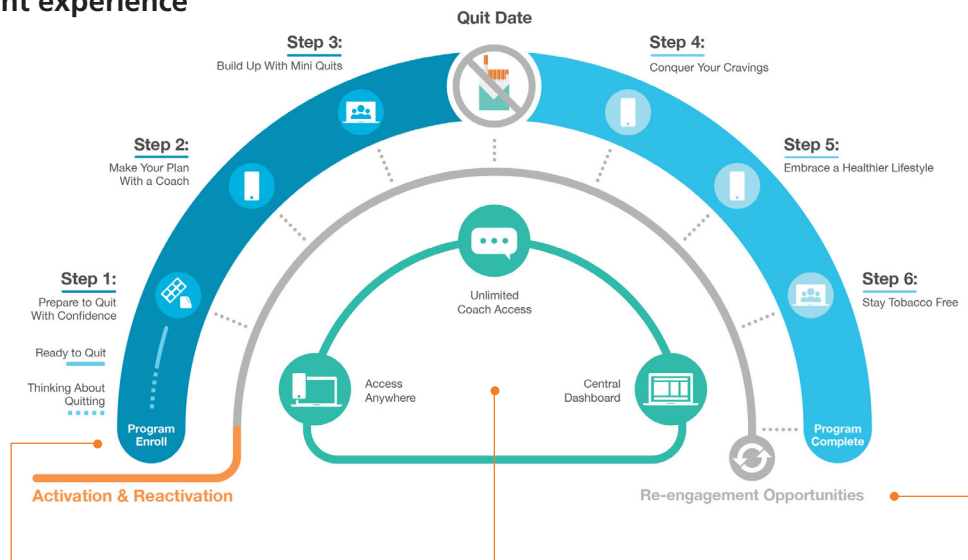 nt experience
Quit Date
Step 3:
Build Up With Mini Quits
Step 4:
Conquer Your Cravings
Step 2:
Make Your Plan
With a Coach
Step 5:
Embrace a Healthier Lifestyle
Step 1:
Prepare to Quit
With Confidence
Step 6:
Stay Tobacco Free
Unlimited
Coach Access
Ready to Quit
Thinking About
Quitting
Access
Anywhere
Central
Dashboard
Program
Enroll
Program
Complete
Activation & Reactivation
Re-engagement Opportunities